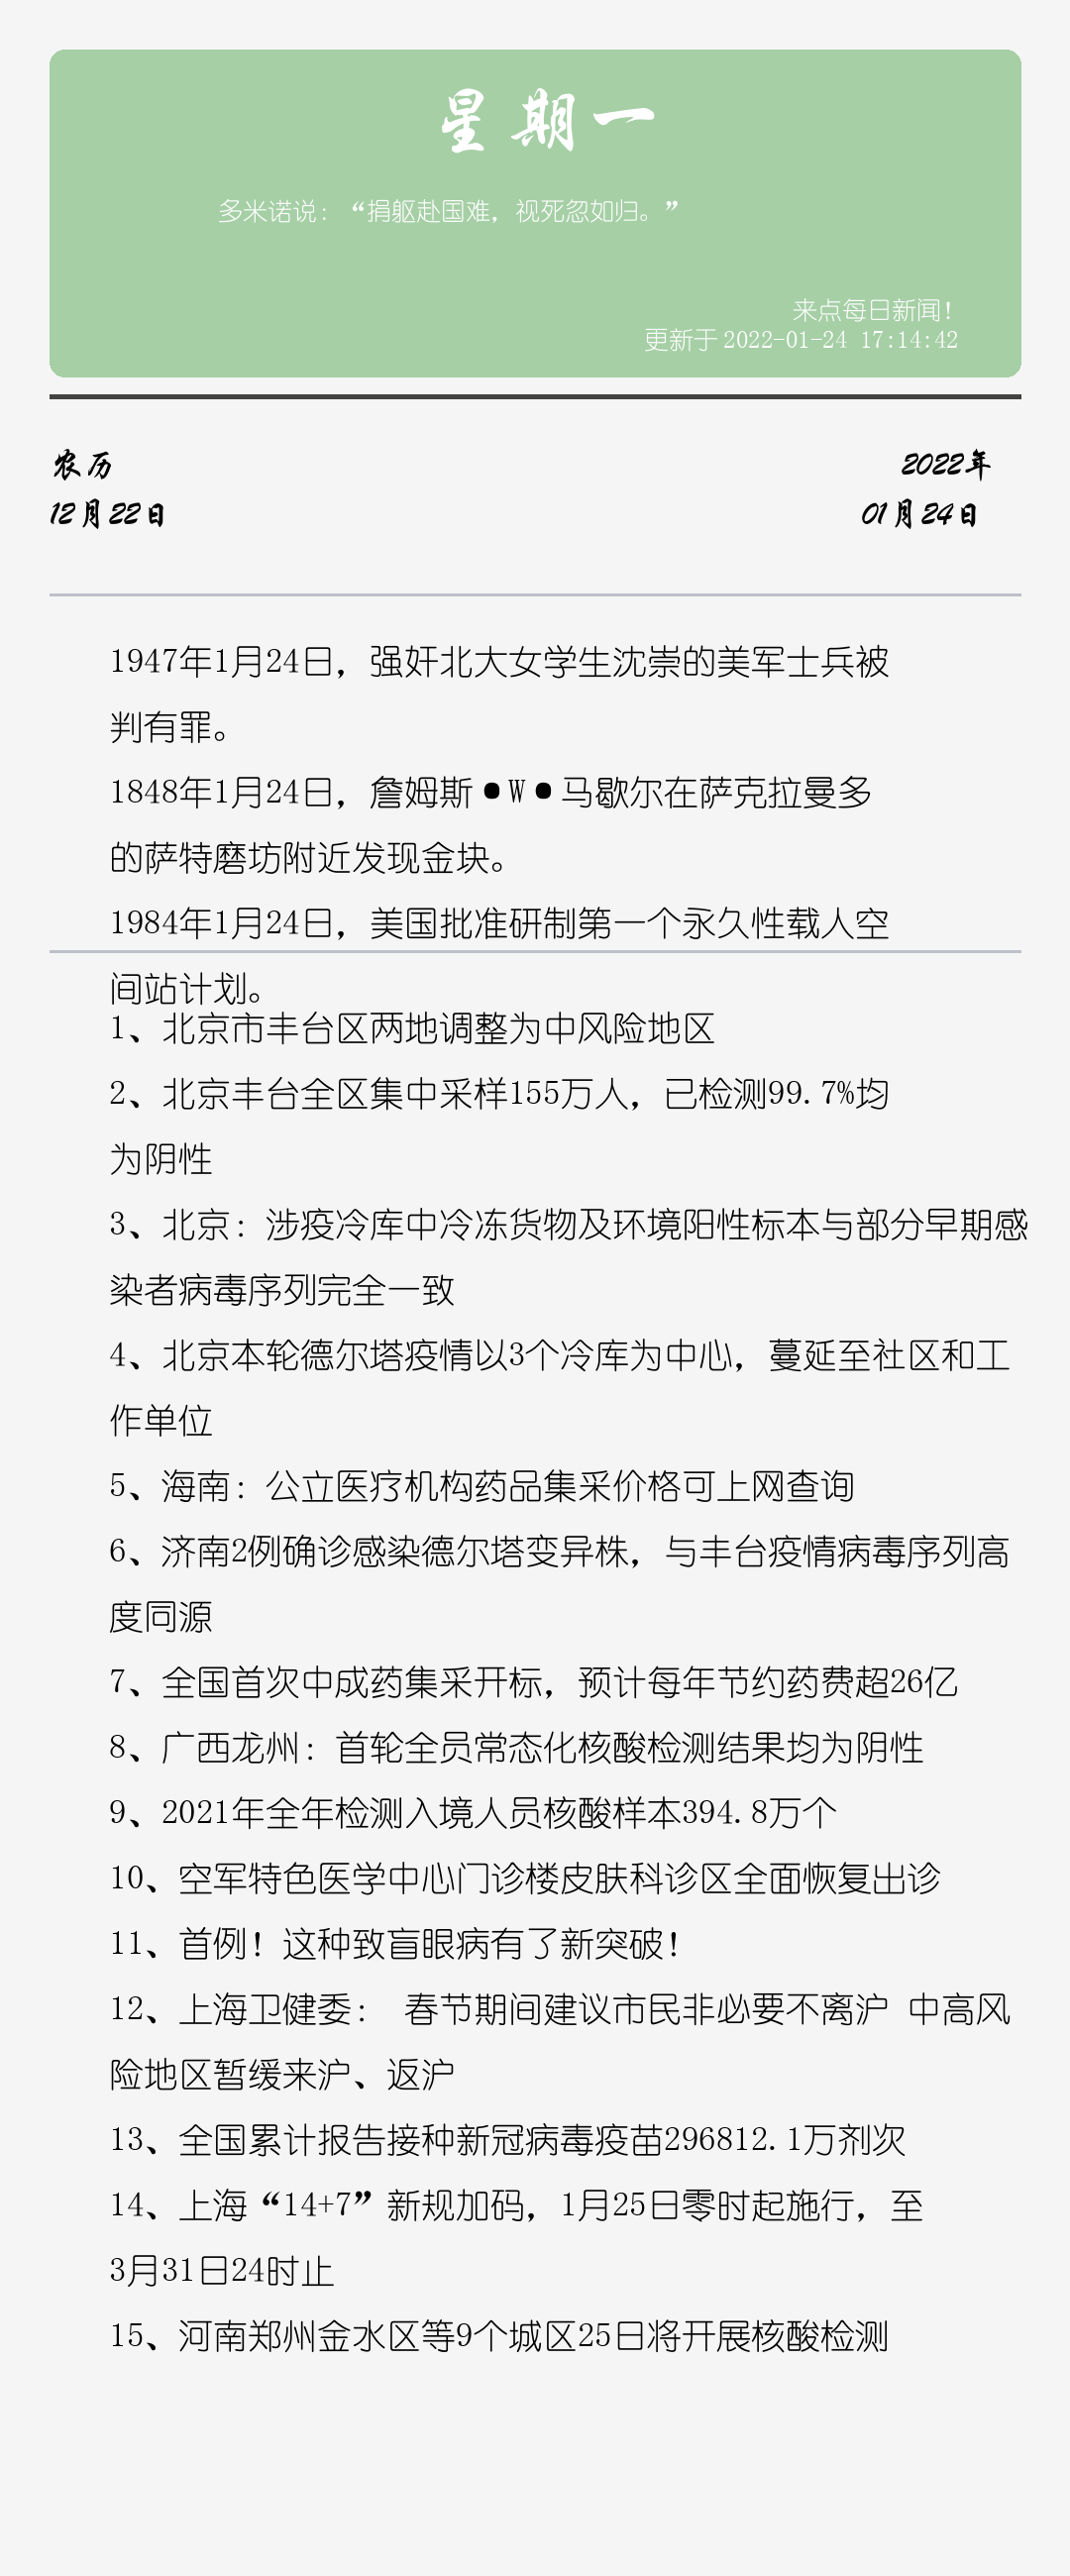 星期一
多米诺说：“捐躯赴国难，视死忽如归。”
来点每日新闻！
更新于 2022-01-24 17:14:42
农历
2022年
12月22日
01月24日
1947年1月24日，强奸北大女学生沈崇的美军士兵被
判有罪。
1848年1月24日，詹姆斯•W•马歇尔在萨克拉曼多
的萨特磨坊附近发现金块。
1984年1月24日，美国批准研制第一个永久性载人空
间站计划。
1、北京市丰台区两地调整为中风险地区
2、北京丰台全区集中采样155万人，已检测99.7%均
为阴性
3、北京：涉疫冷库中冷冻货物及环境阳性标本与部分早期感
染者病毒序列完全一致
4、北京本轮德尔塔疫情以3个冷库为中心，蔓延至社区和工
作单位
5、海南：公立医疗机构药品集采价格可上网查询
6、济南2例确诊感染德尔塔变异株，与丰台疫情病毒序列高
度同源
7、全国首次中成药集采开标，预计每年节约药费超26亿
8、广西龙州：首轮全员常态化核酸检测结果均为阴性
9、2021年全年检测入境人员核酸样本394.8万个
10、空军特色医学中心门诊楼皮肤科诊区全面恢复出诊
11、首例！这种致盲眼病有了新突破！
12、上海卫健委： 春节期间建议市民非必要不离沪 中高风
险地区暂缓来沪、返沪
13、全国累计报告接种新冠病毒疫苗296812.1万剂次
14、上海“14+7”新规加码，1月25日零时起施行，至
3月31日24时止
15、河南郑州金水区等9个城区25日将开展核酸检测